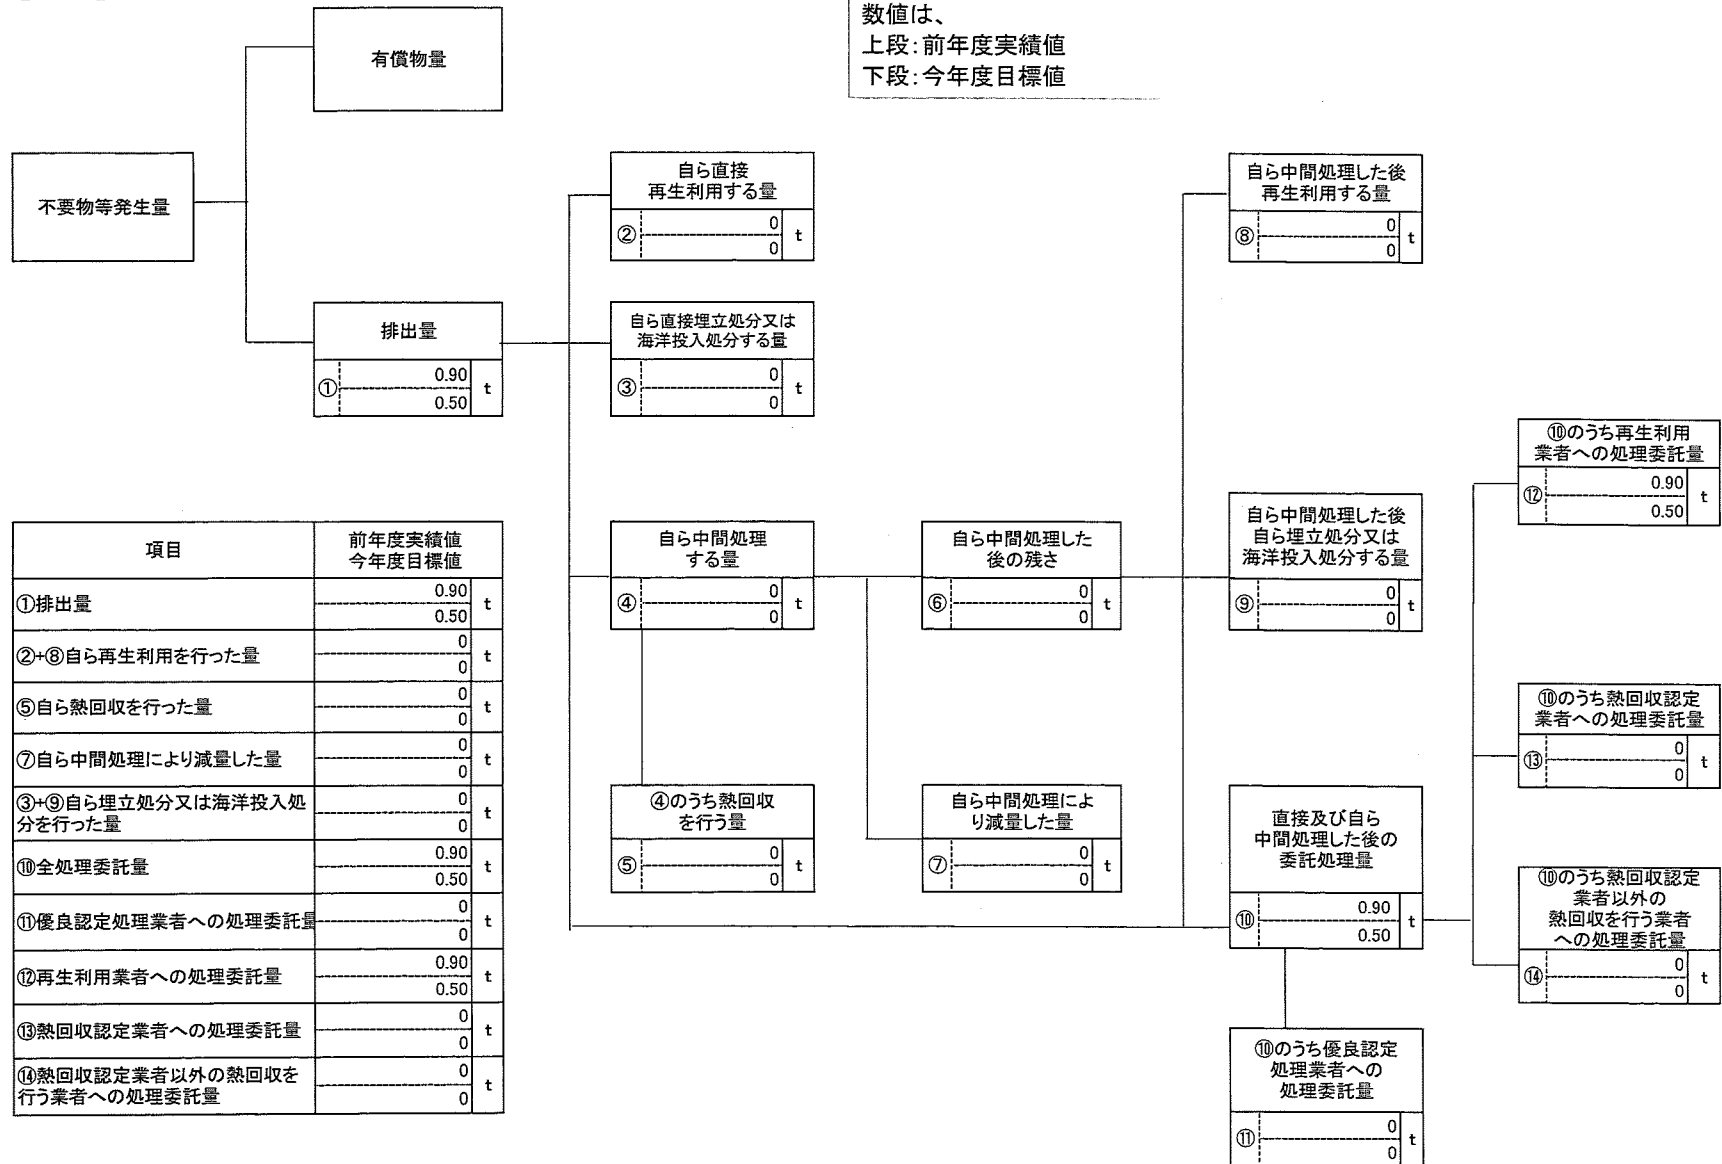 数値は、
上段:前年度実績値
下段:今年度目標値
有償物量
不要物等発生量
排出量
①
0.90
0.50
t
自ら直接
再生利用する量
②
0
0
t
自ら直接埋立処分又は
海洋投入処分する量
③
0
0
t
自ら中間処理
する量
④
0
0
t
④のうち熱回収
を行う量
⑤
0
0
t
自ら中間処理した
後の残さ
⑥
0
0
t
自ら中間処理によ
り減量した量
⑦
0
0
t
自ら中間処理した後
再生利用する量
⑧
0
0
t
自ら中間処理した後
自ら埋立処分又は
海洋投入処分する量
⑨
0
0
t
直接及び自ら
中間処理した後の
委託処理量
⑩
0.90
0.50
t
⑩のうち優良認定
処理業者への
処理委託量
⑪
0
0
t
⑩のうち再生利用
業者への処理委託量
⑫
0.90
0.50
t
⑩のうち熱回収認定
業者への処理委託量
⑬
0
0
t
⑩のうち熱回収認定
業者以外の
熱回収を行う業者
への処理委託量
⑭
0
0
t
項目
前年度実績値
今年度目標値
①排出量
0.90
0.50
t
②+⑧自ら再生利用を行った量
0
0
t
⑤自ら熱回収を行った量
0
0
t
⑦自ら中間処理により減量した量
0
0
t
③+⑨自ら埋立処分又は海洋投入処
分を行った量
0
0
t
⑩全処理委託量
0.90
0.50
t
⑪優良認定処理業者への処理委託量
0
0
t
⑫再生利用業者への処理委託量
0.90
0.50
t
⑬熱回収認定業者への処理委託量
0
0
t
⑭熱回収認定業者以外の熱回収を
行う業者への処理委託量
0
0
t